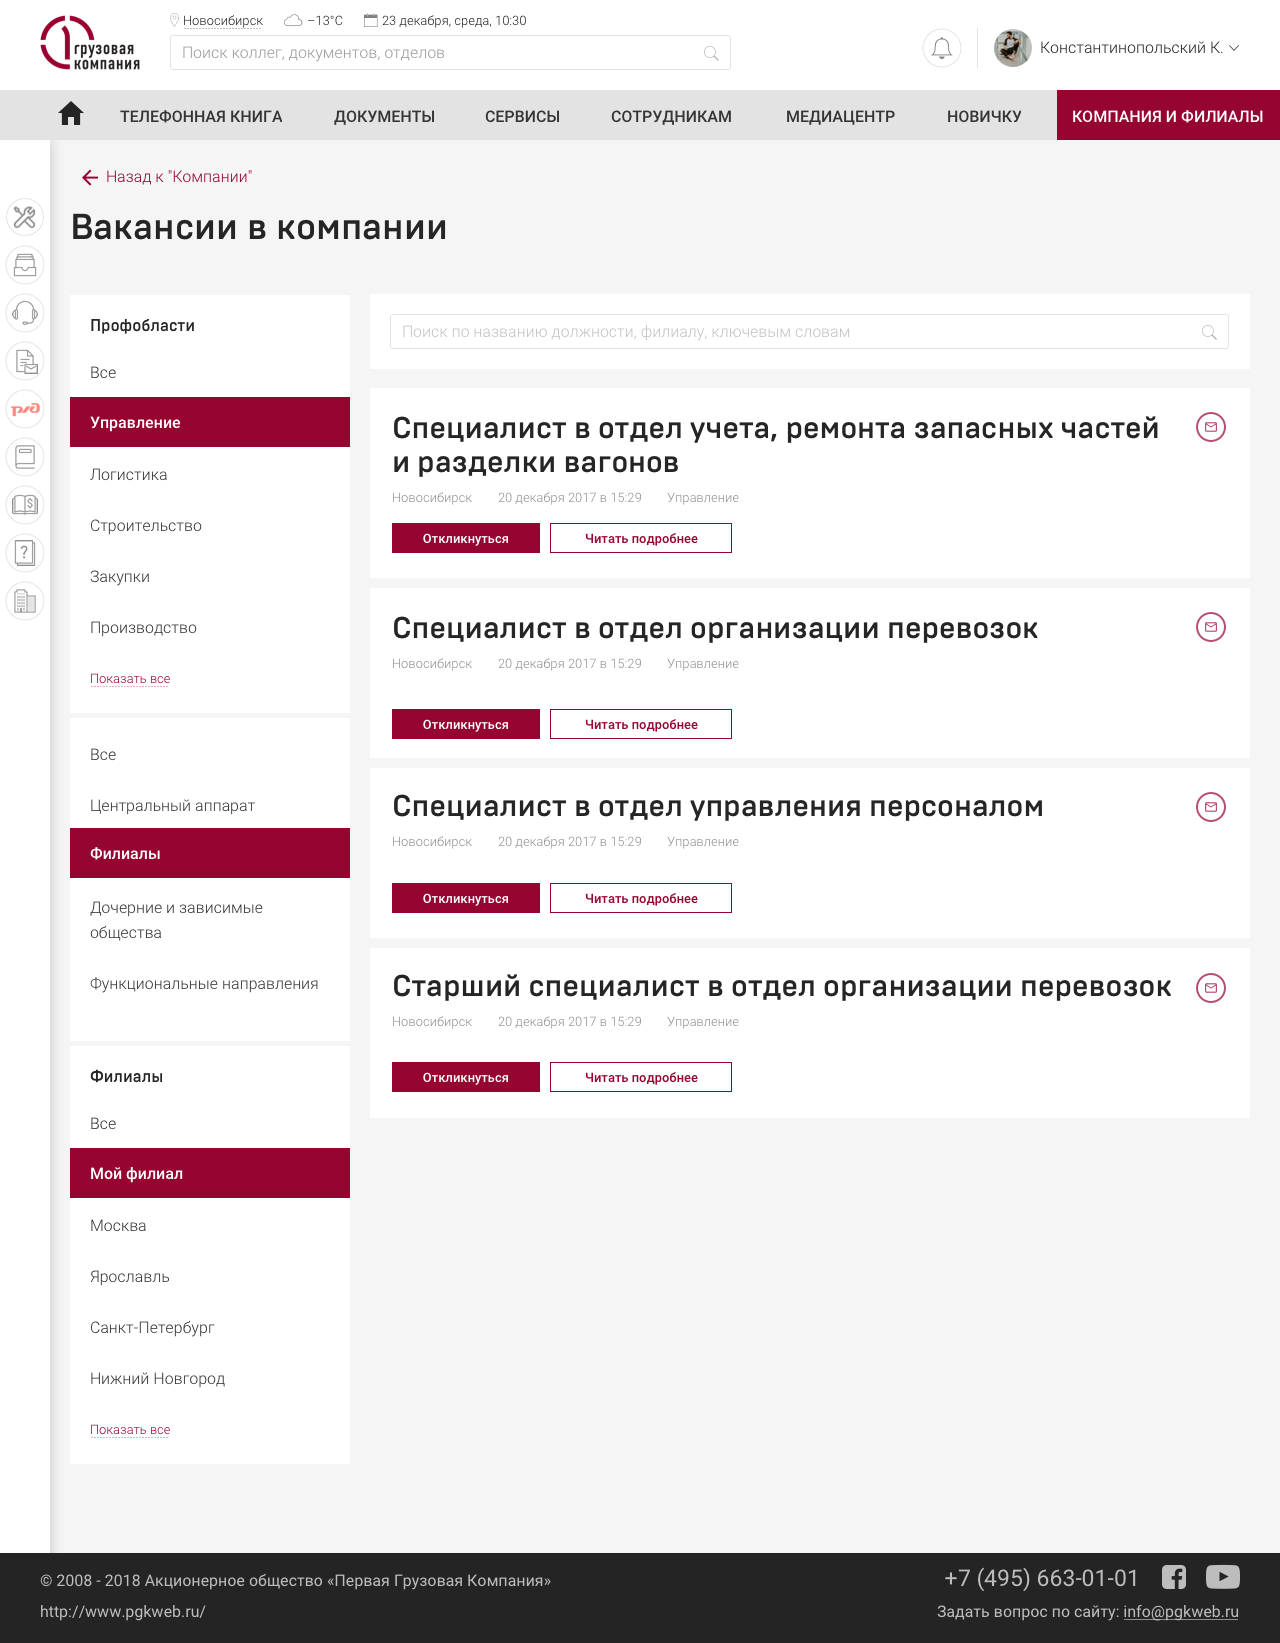 грузовая
компания
Новосибирск
−13°C
23 декабря, среда, 10:30
Поиск коллег, документов, отделов
Константинопольский К.
ТЕЛЕФОННАЯ КНИГА
ДОКУМЕНТЫ
СЕРВИСЫ
СОТРУДНИКАМ
МЕДИАЦЕНТР
НОВИЧКУ
КОМПАНИЯ И ФИЛИАЛЫ
Назад к "Компании"
Вакансии в компании
Профобласти
Все
Управление
Логистика
Строительство
Закупки
Производство
Показать все
Все
Центральный аппарат
Филиалы
Дочерние и зависимые
общества
Функциональные направления
Филиалы
Все
Мой филиал
Москва
Ярославль
Санкт-Петербург
Нижний Новгород
Показать все
Поиск по названию должности, филиалу, ключевым словам
Специалист в отдел учета, ремонта запасных частей
и разделки вагонов
Новосибирск 20 декабря 2017 в 15:29 Управление
Откликнуться Читать подробнее
Специалист в отдел организации перевозок
Новосибирск 20 декабря 2017 в 15:29 Управление
Откликнуться Читать подробнее
Специалист в отдел управления персоналом
Новосибирск 20 декабря 2017 в 15:29 Управление
Откликнуться Читать подробнее
Старший специалист в отдел организации перевозок
Новосибирск 20 декабря 2017 в 15:29 Управление
Откликнуться Читать подробнее
© 2008 - 2018 Акционерное общество «Первая Грузовая Компания»
http://www.pgkweb.ru/
+7 (495) 663-01-01
Задать вопрос по сайту: info@pgkweb.ru